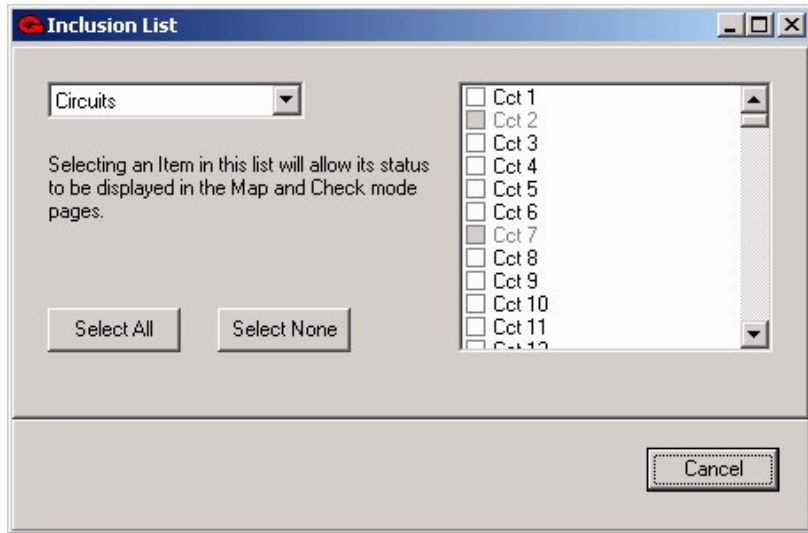 Inclusion List
Circuits
Selecting an Item in this list will allow its status
to be displayed in the Map and Check mode
pages.
Select All
Select None
Cct 1
Cct 2
Cct 3
Cct 4
Cct 5
Cct 6
Cct 7
Cct 8
Cct 9
Cct 10
Cct 11
Cct 12
Cancel